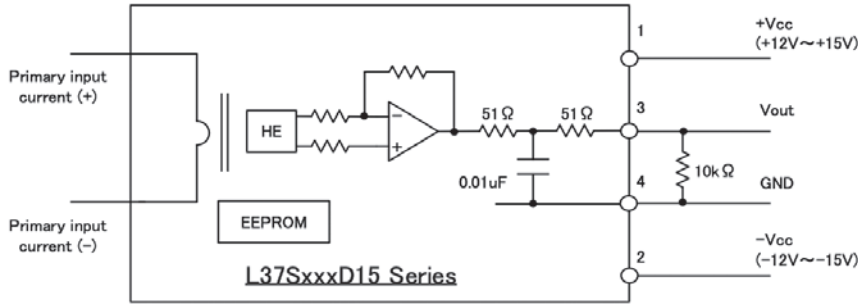 1
+Vcc
(+12V～+15V)
Primary input
current (+)
HE
−
+
51Ω
51Ω
3
Vout
0.01uF
4
10kΩ
GND
Primary input
current (-)
EEPROM
L37SxxxD15 Series
2
−Vcc
(−12V～−15V)